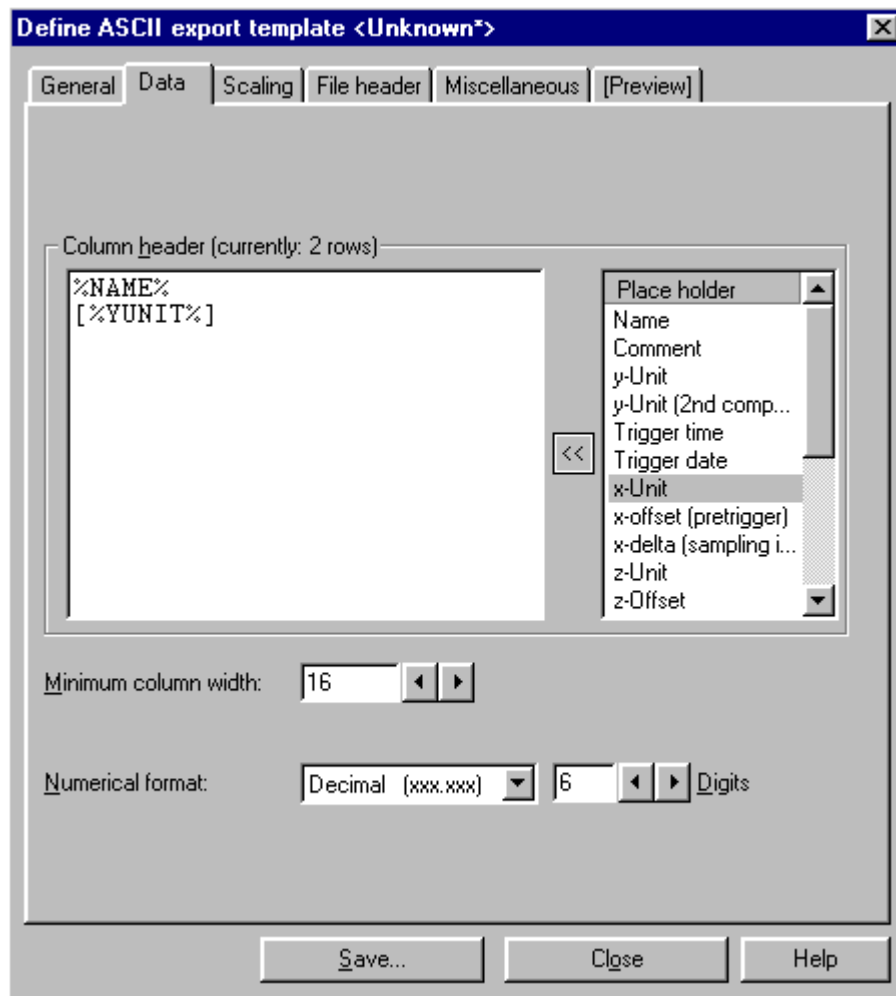 Define ASCII export template <Unknown*>
General Data Scaling File header Miscellaneous [Preview]
Column header (currently: 2 rows)
%NAME%
[%YUNIT%]
<<
Place holder
Name
Comment
y-Unit
y-Unit (2nd comp...
Trigger time
Trigger date
x-Unit
x-offset (pretrigger)
x-delta (sampling i...
z-Unit
z-Offset
Minimum column width: 16
Numerical format: Decimal (xxx.xxx) 6 Digits
Save... Close Help